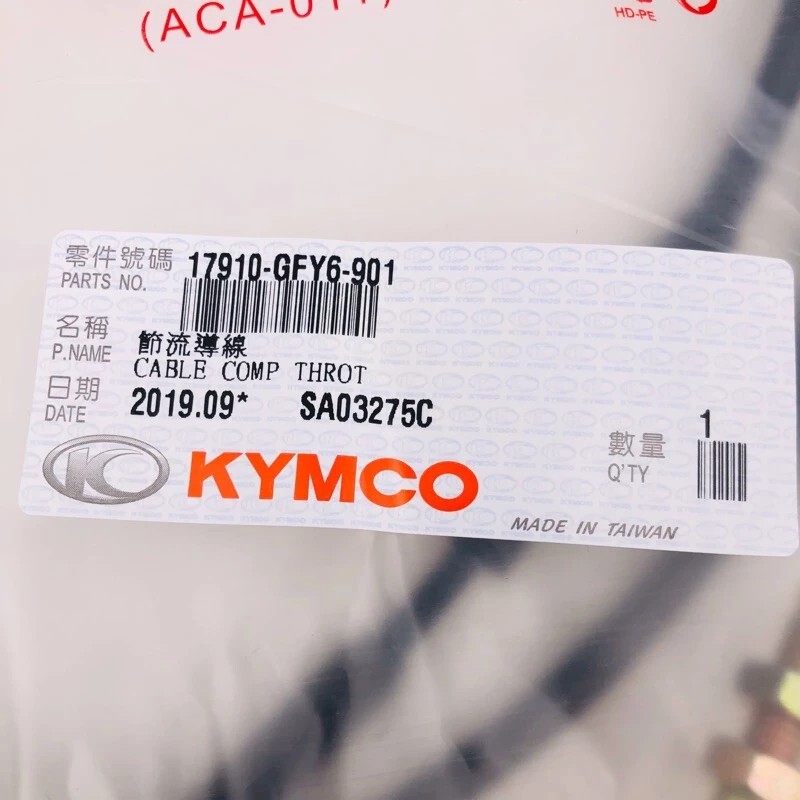 HD-PE
零件號碼 17910-GFY6-901
PARTS NO.
名稱 節流導線
P.NAME CABLE COMP THROT
日期 2019.09* SA03275C
DATE
數量 1
Q'TY
KYMCO
MADE IN TAIWAN